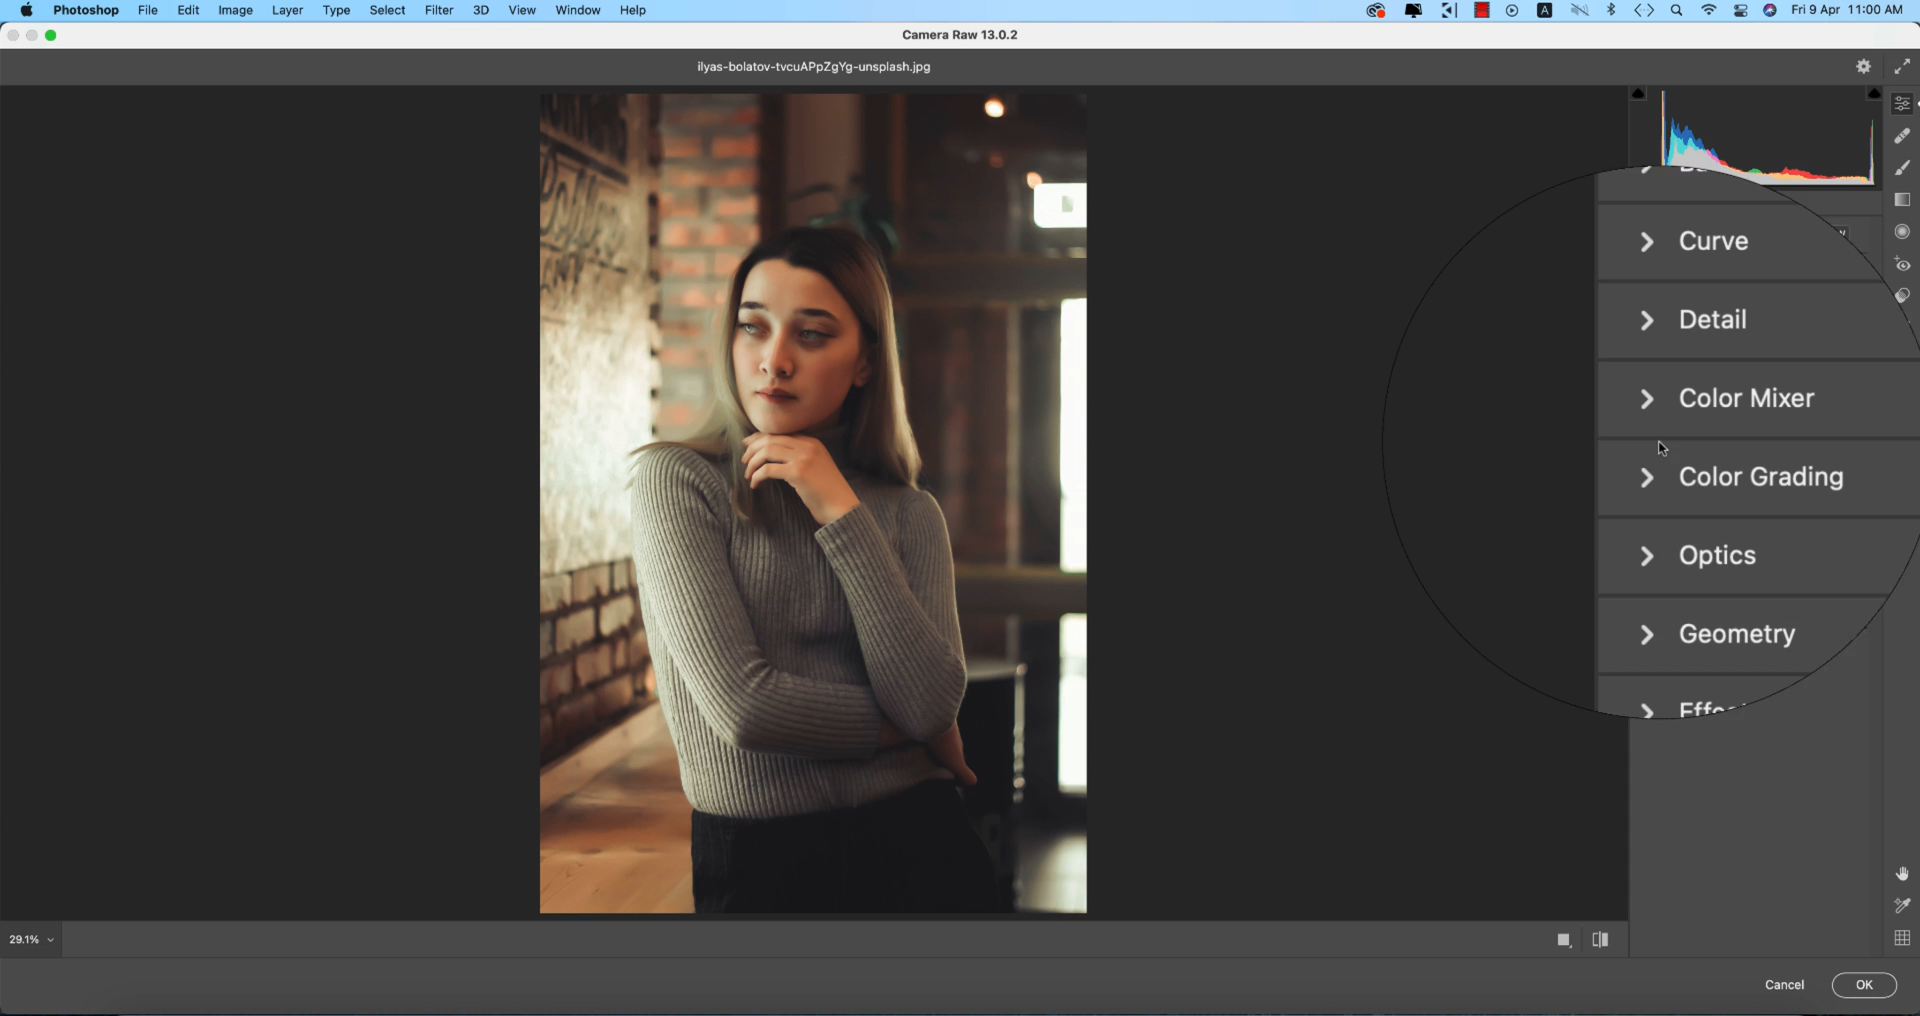 Photoshop File Edit Image Layer Type Select Filter 3D View Window Help A Fri 9 Apr 11:00 AM
Camera Raw 13.0.2
ilyas-bolatov-tvcuAPpZgYg-unsplash.jpg
Curve
Detail
Color Mixer
Color Grading
Optics
Geometry
29.1%
Cancel OK